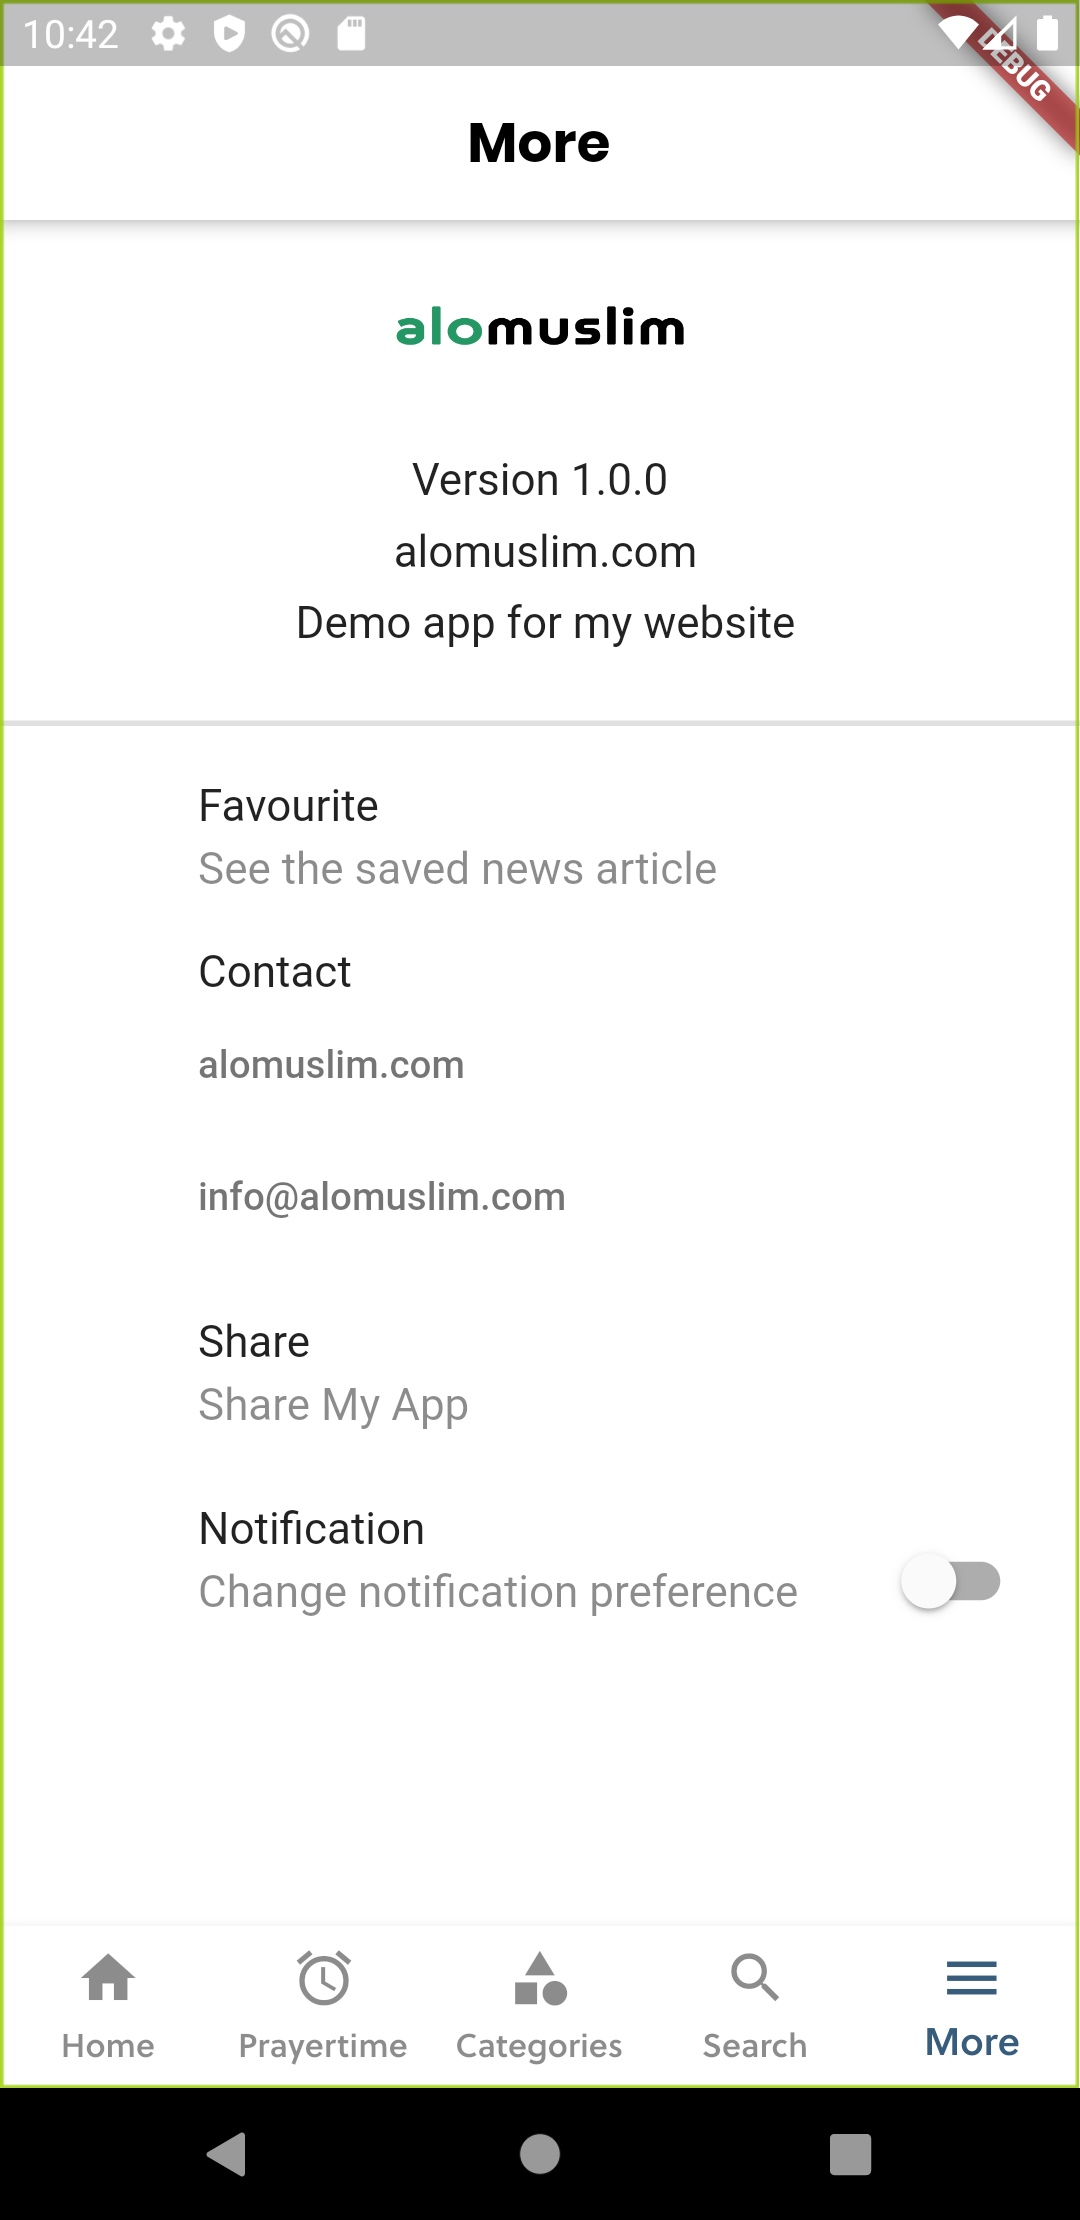 10:42
DEBUG
More
alomuslim
Version 1.0.0
alomuslim.com
Demo app for my website
Favourite
See the saved news article
Contact
alomuslim.com
info@alomuslim.com
Share
Share My App
Notification
Change notification preference
Home Prayertime Categories Search More